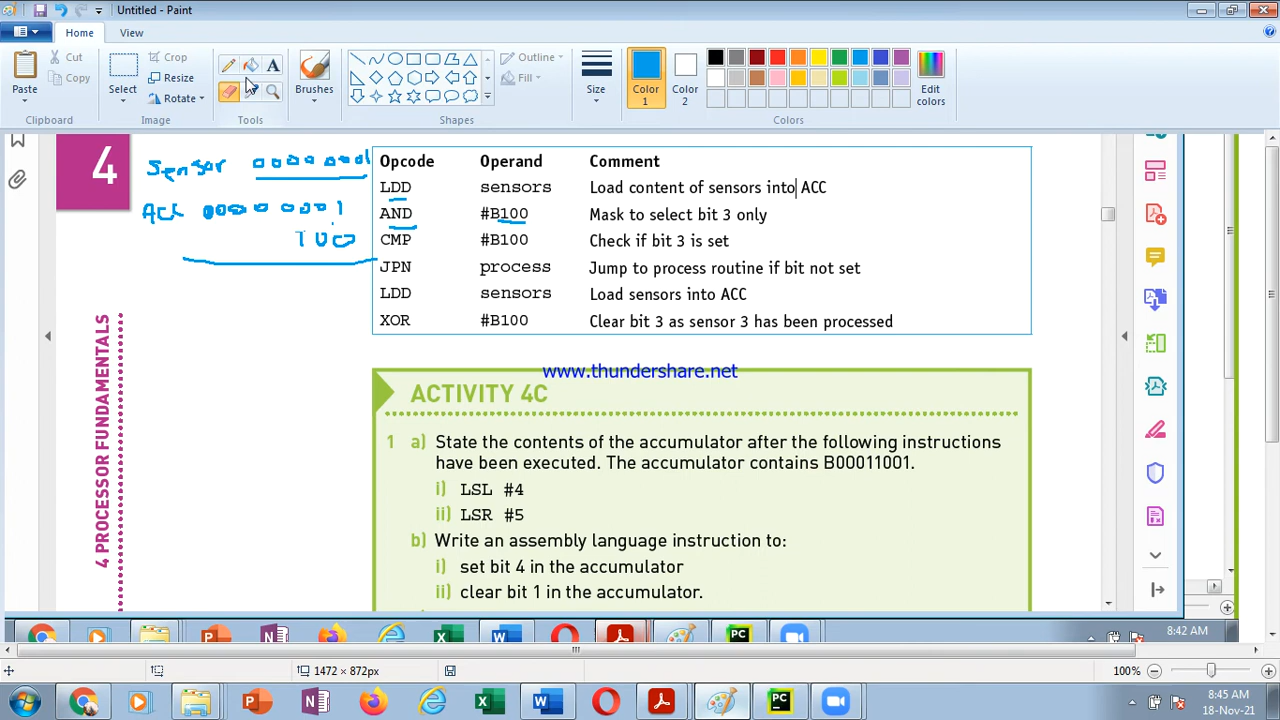 Untitled - Paint
Home View
Paste
Cut
Copy
Clipboard
Select
Crop
Resize
Rotate
Image
A
Tools
Brushes
Outline
Fill
Shapes
Size
Color 1
Color 2
Edit colors
Colors
4
4 PROCESSOR FUNDAMENTALS
Sensor
Opcode Operand Comment
LDD sensors Load content of sensors into ACC
AND #B100 Mask to select bit 3 only
CMP #B100 Check if bit 3 is set
JPN process Jump to process routine if bit not set
LDD sensors Load sensors into ACC
XOR #B100 Clear bit 3 as sensor 3 has been processed
www.thundershare.net
ACTIVITY 4C
1 a) State the contents of the accumulator after the following instructions
have been executed. The accumulator contains B00011001.
i) LSL #4
ii) LSR #5
b) Write an assembly language instruction to:
i) set bit 4 in the accumulator
ii) clear bit 1 in the accumulator.
8:42 AM
1472 × 872px
100%
8:45 AM
18-Nov-21